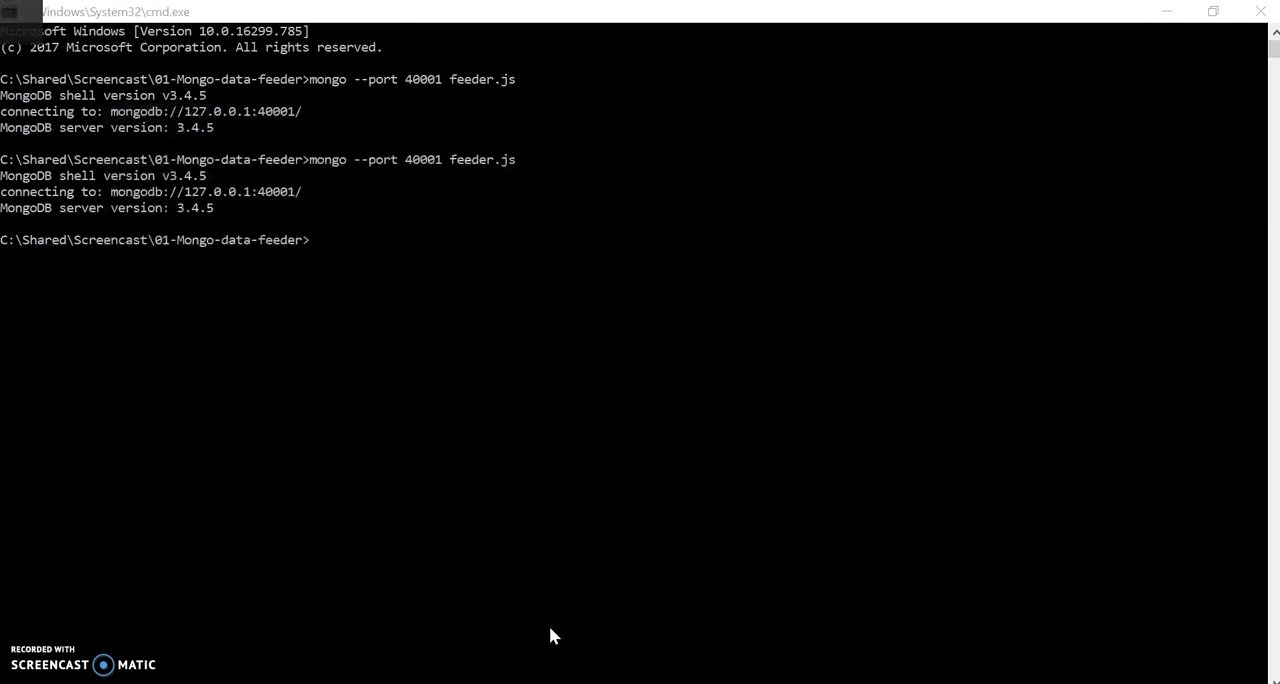 Windows\System32\cmd.exe
Microsoft Windows [Version 10.0.16299.785]
(c) 2017 Microsoft Corporation. All rights reserved.
C:\Shared\Screencast\01-Mongo-data-feeder>mongo --port 40001 feeder.js
MongoDB shell version v3.4.5
connecting to: mongodb://127.0.0.1:40001/
MongoDB server version: 3.4.5
C:\Shared\Screencast\01-Mongo-data-feeder>mongo --port 40001 feeder.js
MongoDB shell version v3.4.5
connecting to: mongodb://127.0.0.1:40001/
MongoDB server version: 3.4.5
C:\Shared\Screencast\01-Mongo-data-feeder>
RECORDED WITH
SCREENCAST MATIC